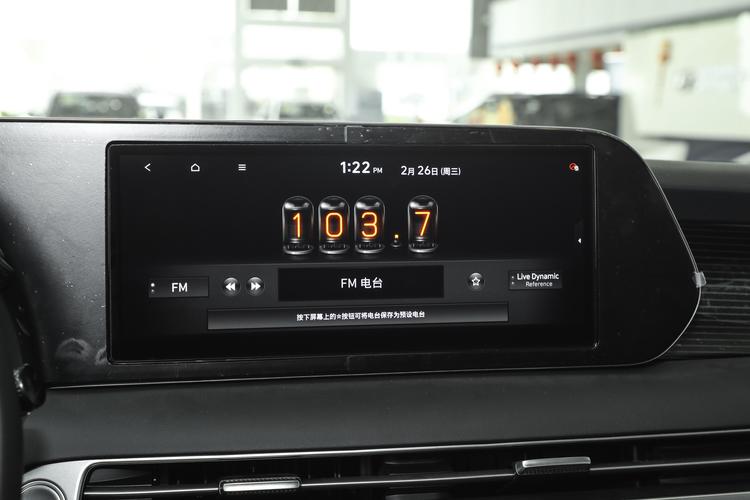 1:22 PM 2月 26日 (周三)
103.7
FM
FM 电台
Live Dynamic
Reference
按下屏幕上的☆按钮可将电台保存为预设电台